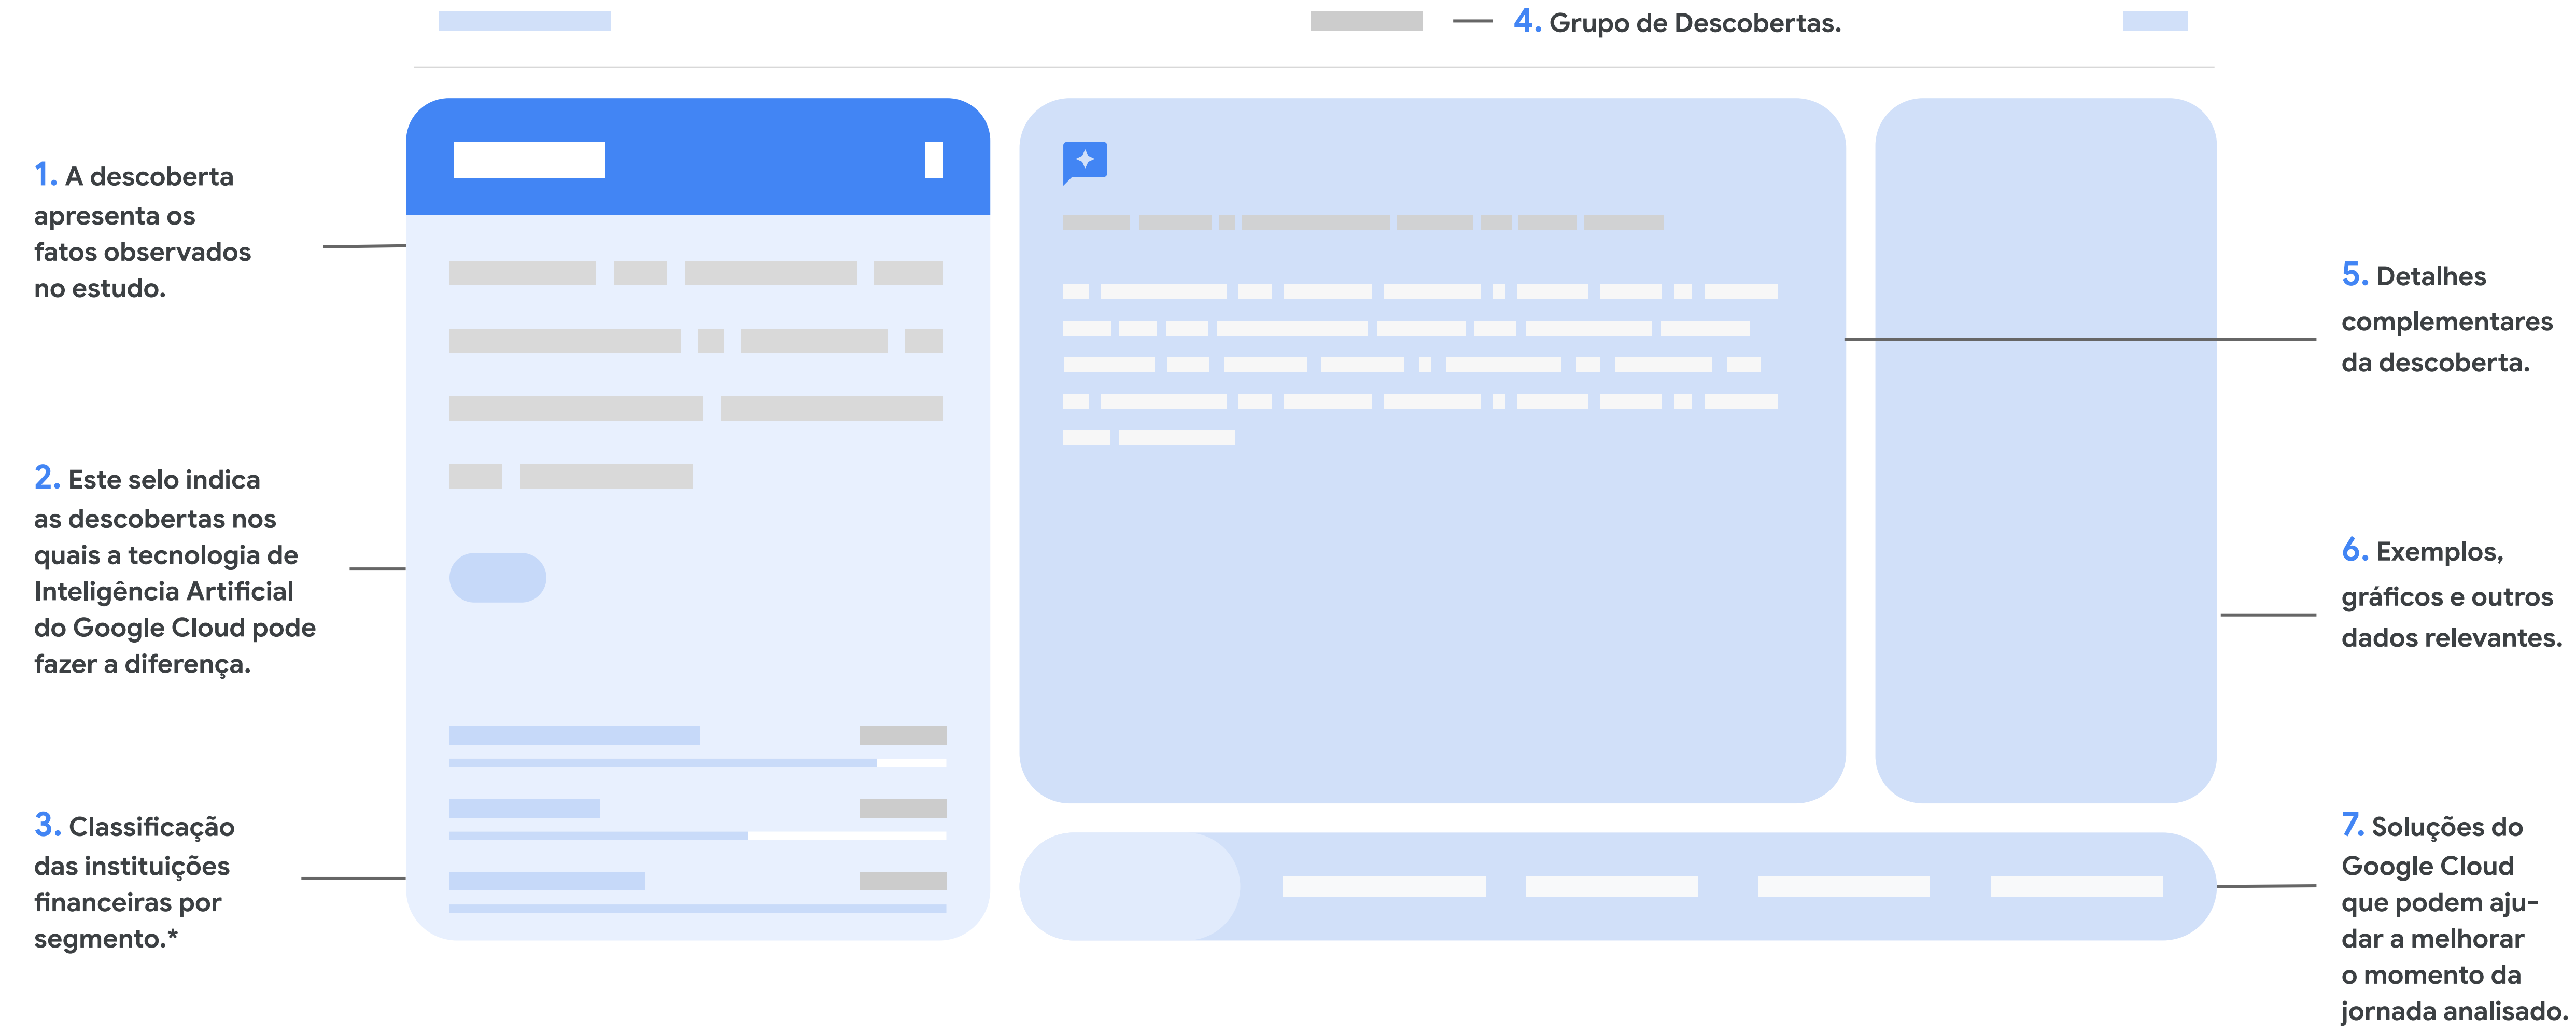 4. Grupo de Descobertas.
1. A descoberta
apresenta os
fatos observados
no estudo.
2. Este selo indica
as descobertas nos
quais a tecnologia de
Inteligência Artificial
do Google Cloud pode
fazer a diferença.
3. Classificação
das instituições
financeiras por
segmento.*
5. Detalhes
complementares
da descoberta.
6. Exemplos,
gráficos e outros
dados relevantes.
7. Soluções do
Google Cloud
que podem aju-
dar a melhorar
o momento da
jornada analisado.